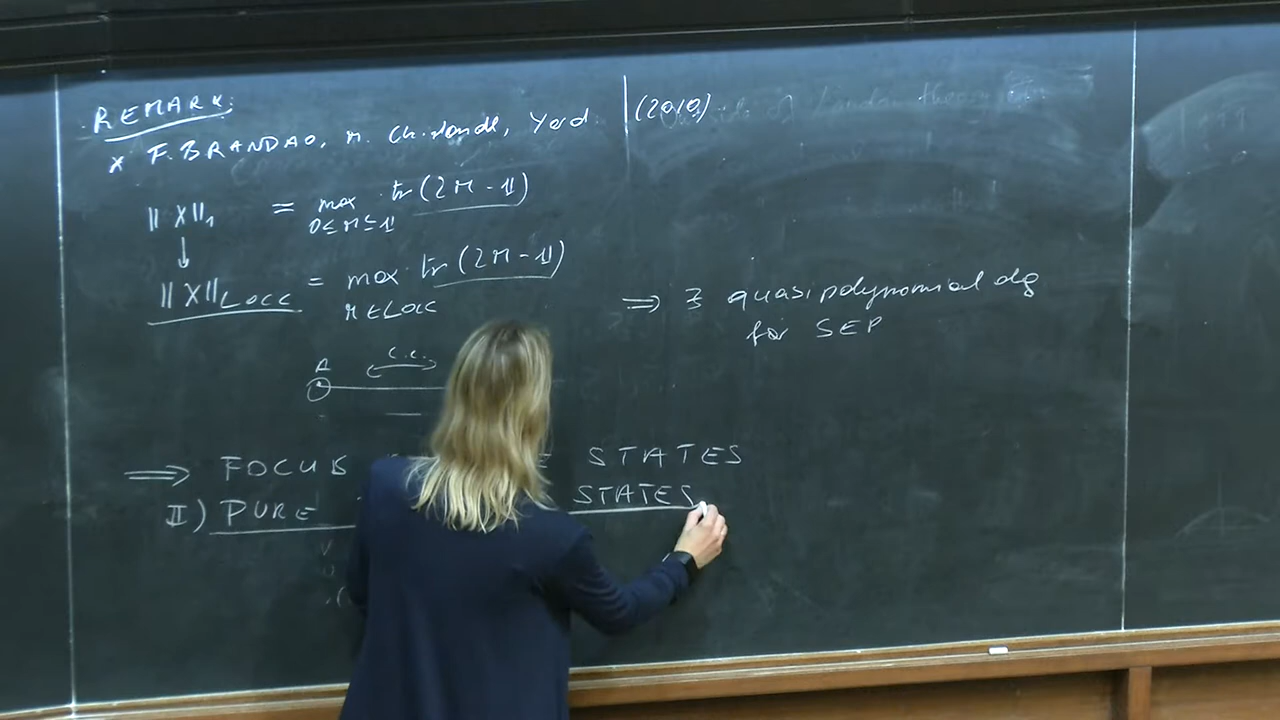 REMARK:
x F. BRANDAO, M. Christandl, Yard (2010)
|| X ||₁ = max tr (2M - 1)
0 ≤ M ≤ 1
↓
|| X ||LOCC = max tr (2M - 1)
M ∈ LOCC
⇒ ∃ quasipolynomial alg
for SEP
A c.c.
⇒ FOCUS STATES
II) PURE STATES